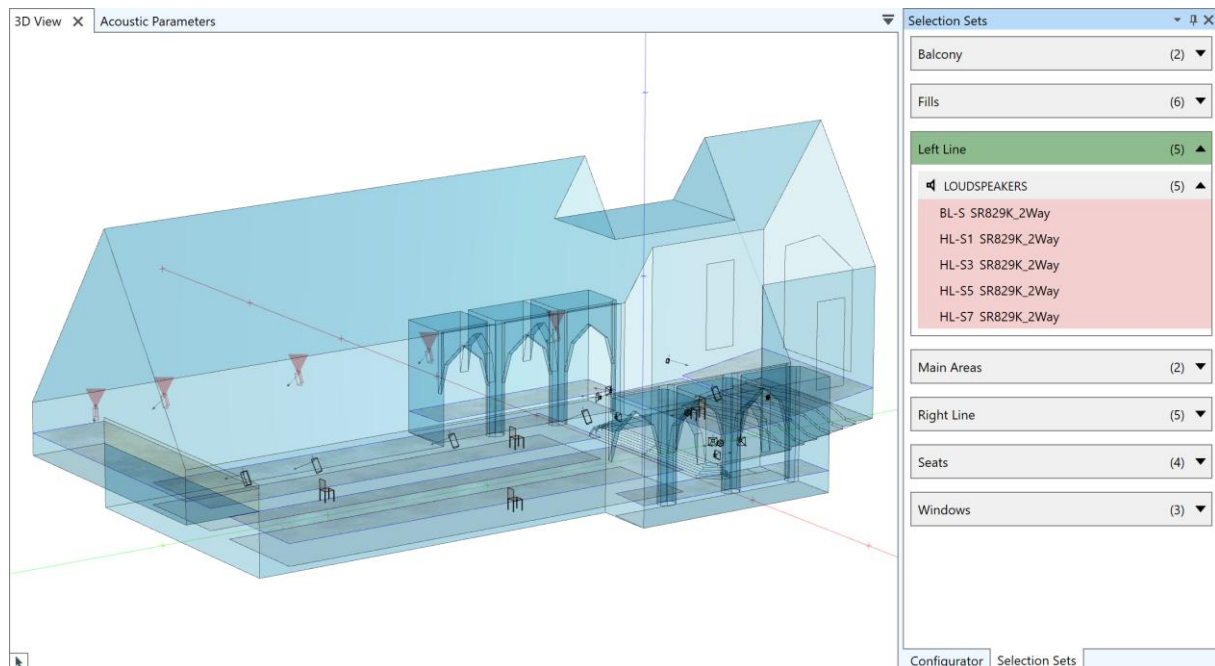 3D View
Acoustic Parameters
Selection Sets
Balcony (2)
Fills (6)
Left Line (5)
LOUDSPEAKERS (5)
BL-S SR829K_2Way
HL-S1 SR829K_2Way
HL-S3 SR829K_2Way
HL-S5 SR829K_2Way
HL-S7 SR829K_2Way
Main Areas (2)
Right Line (5)
Seats (4)
Windows (3)
Configurator
Selection Sets